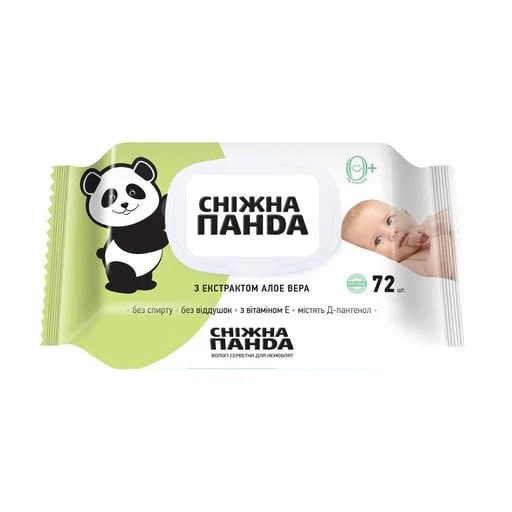 СНІЖНА
ПАНДА
0+
З ЕКСТРАКТОМ АЛОЕ ВЕРА
72 шт.
• без спирту • без віддушок • з вітаміном Е • містять Д-пантенол •
СНІЖНА
ПАНДА
ВОЛОГІ СЕРВЕТКИ ДЛЯ НЕМОВЛЯТ